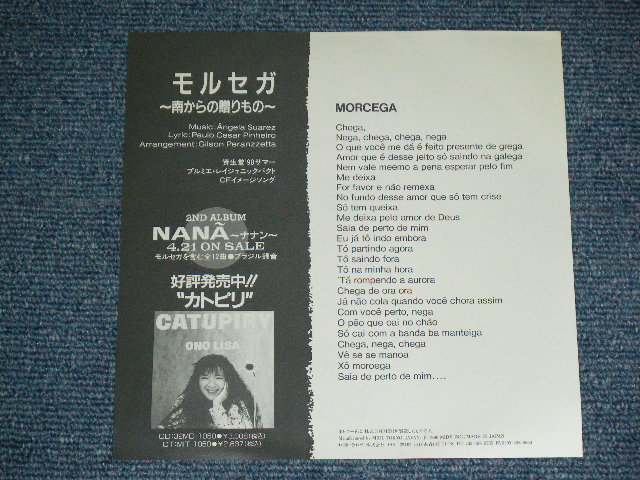 モルセガ
～南からの贈りもの～
Music:Ângela Suarez
Lyric:Paulo Cesar Pinheiro
Arrangement:Gilson Peranzzetta
資生堂'90サマー
プルミエ・レイジェニックパクト
CFイメージソング
2ND ALBUM
NANÃ～ナナン～
4.21 ON SALE
モルセガを含む全12曲●ブラジル録音
好評発売中!!
"カトピリ"
CATUPIRY
ONO LISA
MORCEGA
Chega,
Nega, chega, chega, nega
O que você me dá é feito presente de grega
Amor que é desse jeito só saindo na galega
Nem vale meemo a pena esperar pelo fim
Me deixa
For favor e não remexa
No fundo desse amor que só tem crise
Só tem queixa
Me deixa pelo amor de Deus
Saia de perto de mim
Eu já tô indo embora
Tô partindo agora
Tô saindo fora
Tô na minha hora
'Tá rompendo a aurora
Chega de ora ora
Já não cola quando você chora assim
Com você perto, nega
O pêo que oai no chão
Só cai com a banda ba manteiga
Chega, nega, chega
Vê se se manoa
Xô moroega
Saia de perto de mim....